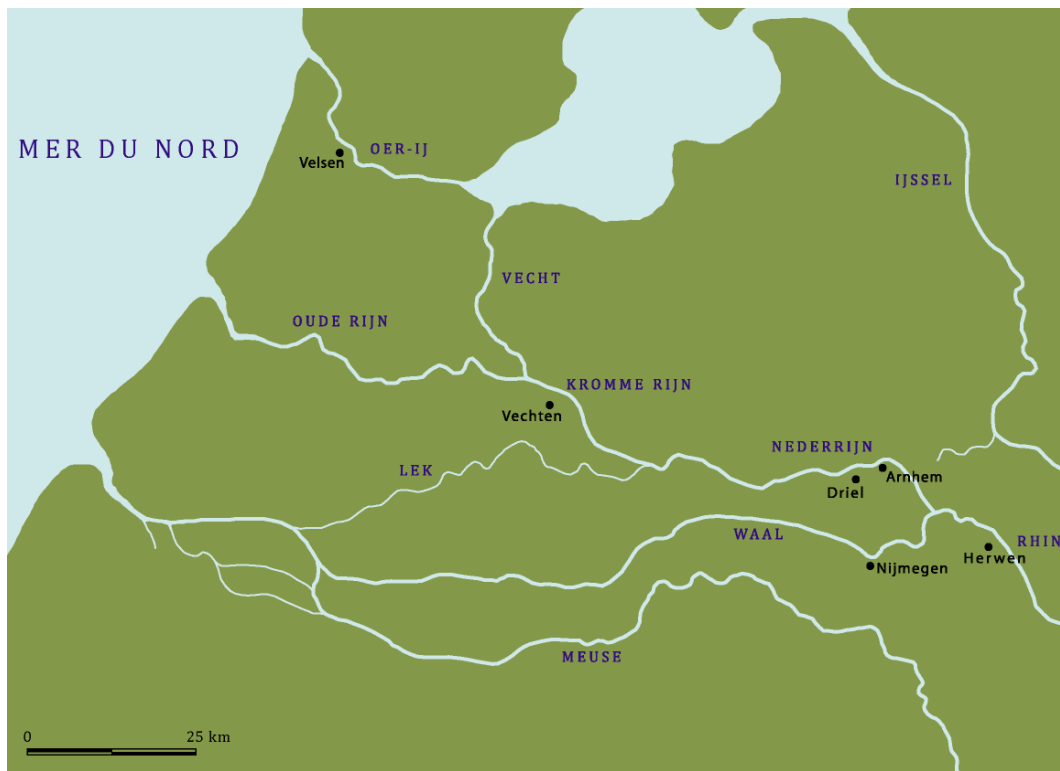 MER DU NORD
OER-IJ
Velsen
IJSSEL
VECHT
OUDE RIJN
KROMME RIJN
Vechten
NEDERRIJN
LEK
Arnhem
Driel
WAAL
RHIN
Herwen
Nijmegen
MEUSE
0 25 km